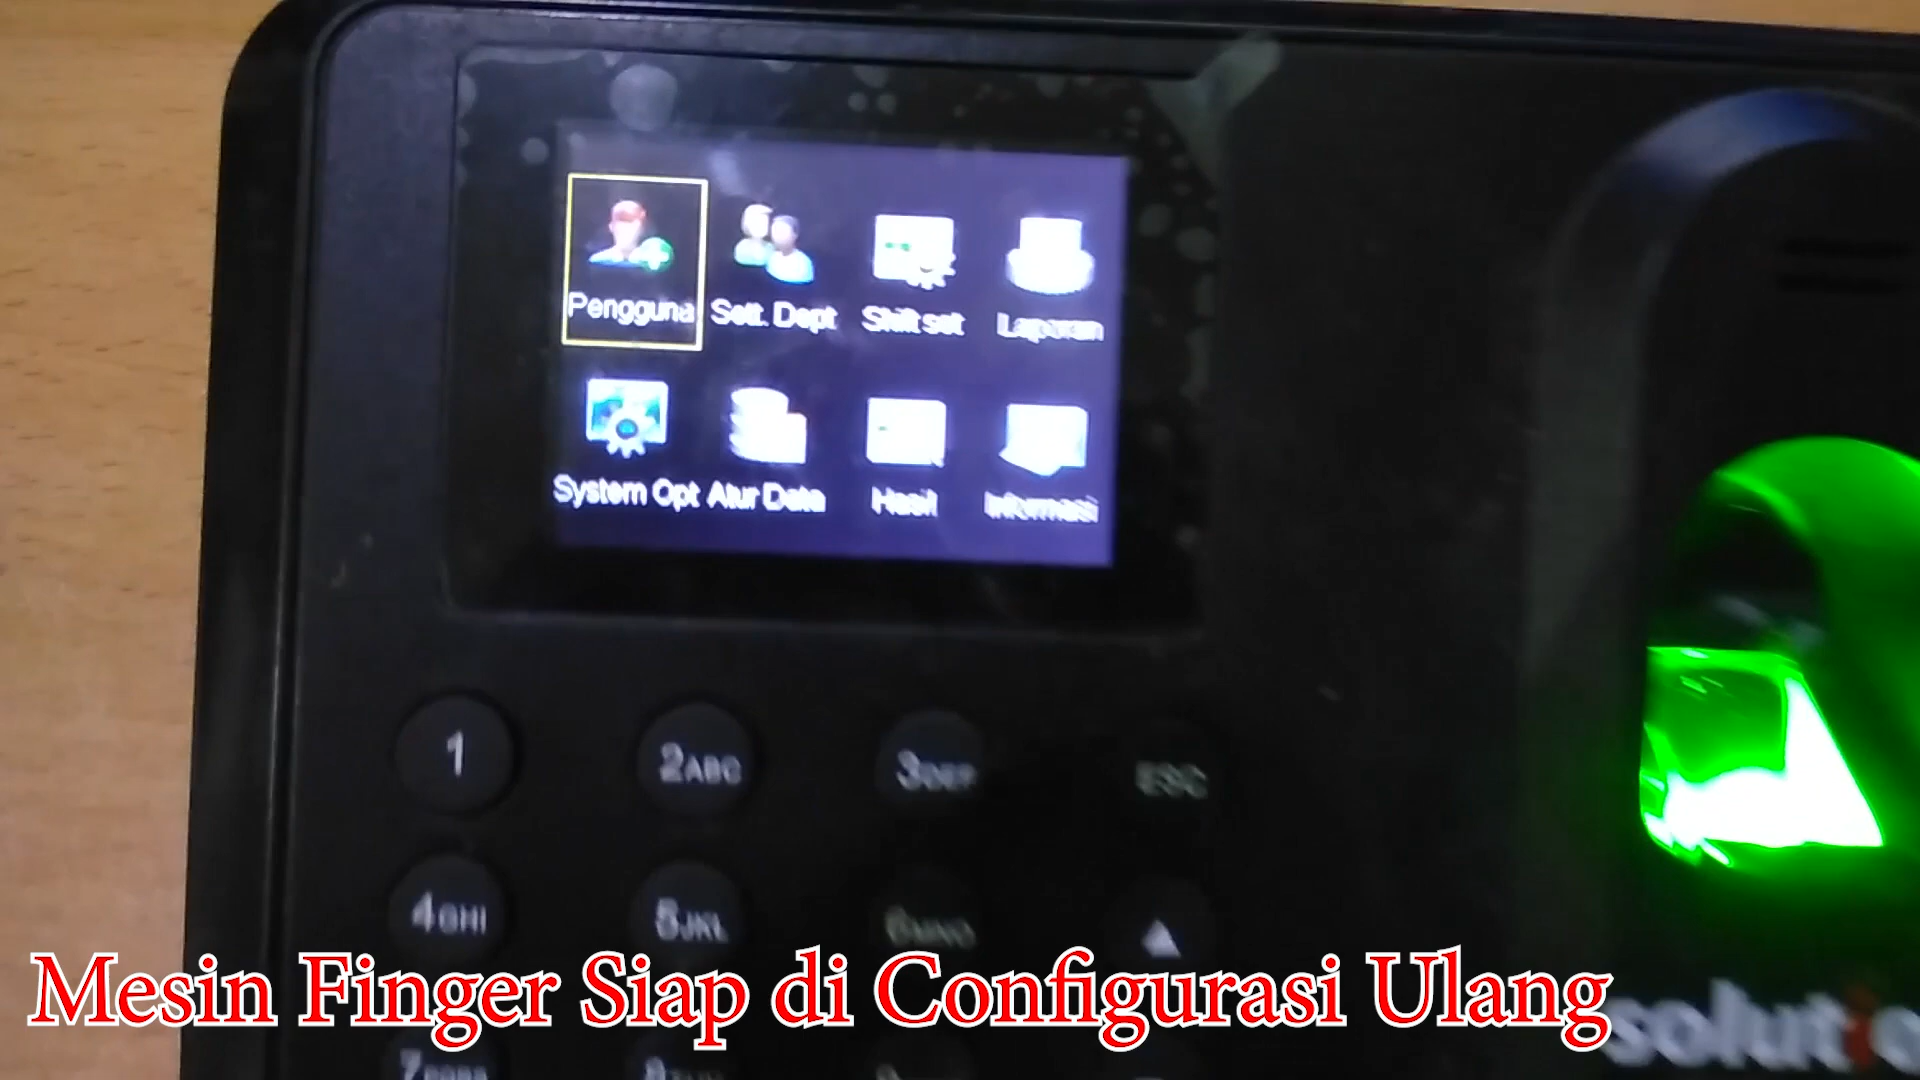 Pengguna Sett. Dept Shift set Laporan
System Opt Atur Data Hasil Informasi
1 2ABC 3DEF ESC
4GHI 5JKL 6MNO ▲
Mesin Finger Siap di Configurasi Ulang